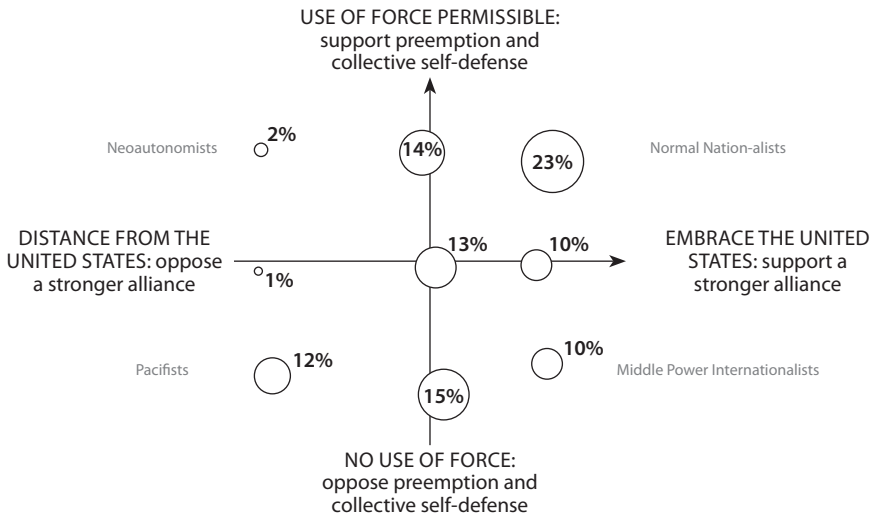 USE OF FORCE PERMISSIBLE:
support preemption and
collective self-defense
2%
Neoautonomists
14%
23%
Normal Nation-alists
DISTANCE FROM THE
UNITED STATES: oppose
a stronger alliance
13%
10%
EMBRACE THE UNITED
STATES: support a
stronger alliance
1%
Pacifists
12%
15%
10%
Middle Power Internationalists
NO USE OF FORCE:
oppose preemption and
collective self-defense